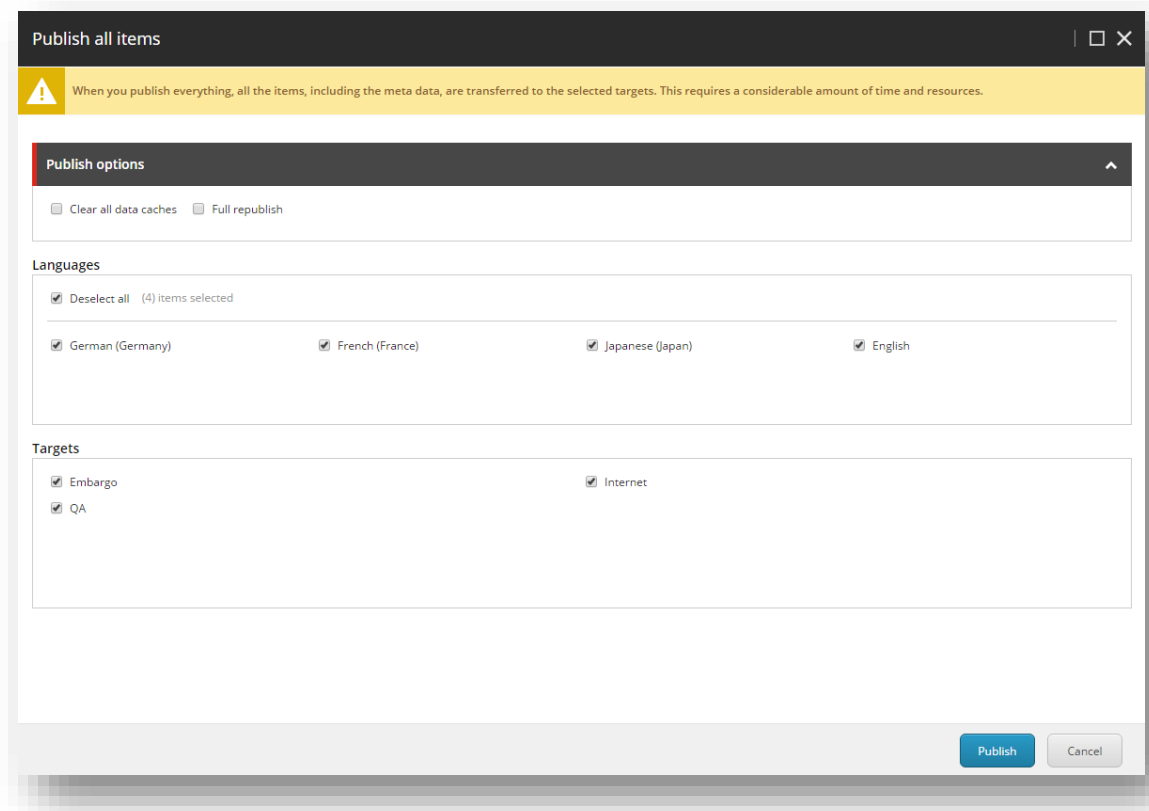 Publish all items
When you publish everything, all the items, including the meta data, are transferred to the selected targets. This requires a considerable amount of time and resources.
Publish options
Clear all data caches Full republish
Languages
Deselect all (4) items selected
German (Germany) French (France) Japanese (Japan) English
Targets
Embargo Internet
QA
Publish Cancel